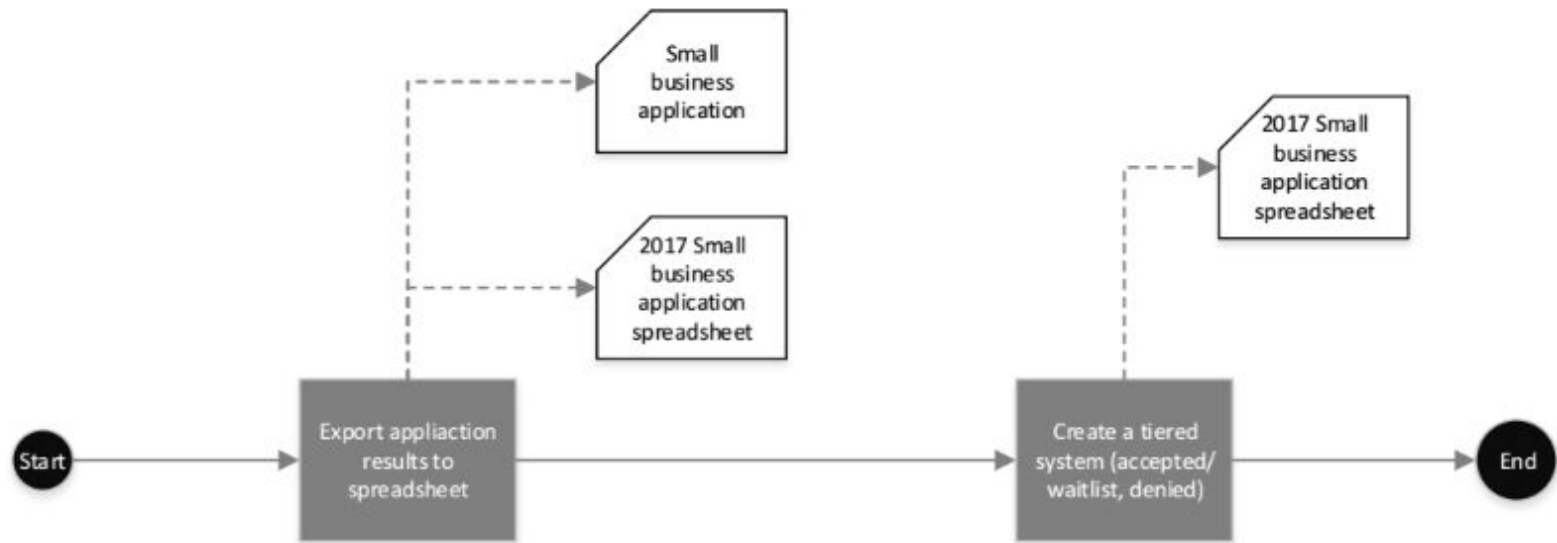 Small
business
application
2017 Small
business
application
spreadsheet
2017 Small
business
application
spreadsheet
Start
Export appliaction
results to
spreadsheet
Create a tiered
system (accepted/
waitlist, denied)
End